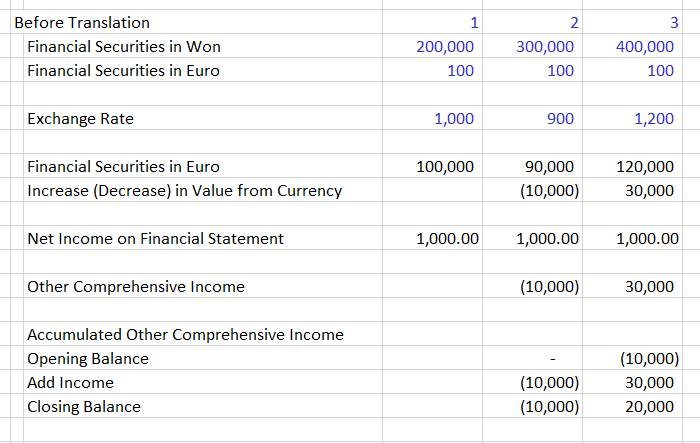 Before Translation 1 2 3
Financial Securities in Won 200,000 300,000 400,000
Financial Securities in Euro 100 100 100
Exchange Rate 1,000 900 1,200
Financial Securities in Euro 100,000 90,000 120,000
Increase (Decrease) in Value from Currency (10,000) 30,000
Net Income on Financial Statement 1,000.00 1,000.00 1,000.00
Other Comprehensive Income (10,000) 30,000
Accumulated Other Comprehensive Income
Opening Balance - (10,000)
Add Income (10,000) 30,000
Closing Balance (10,000) 20,000